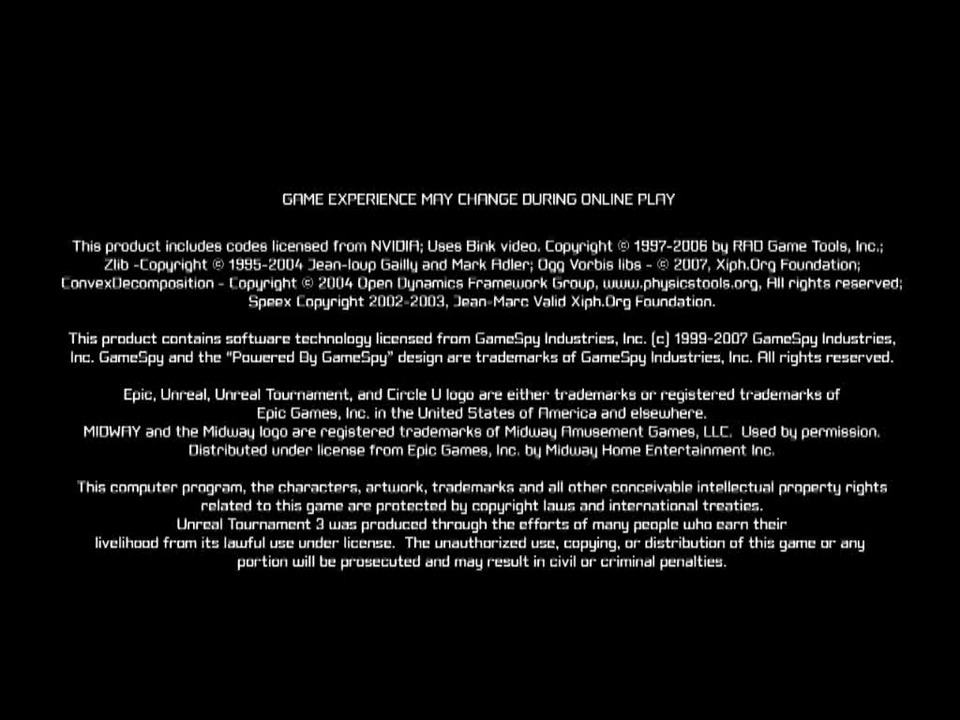 GAME EXPERIENCE MAY CHANGE DURING ONLINE PLAY
This product includes codes licensed from NVIDIA; Uses Bink video. Copyright © 1997-2006 by RAD Game Tools, Inc.;
Zlib -Copyright © 1995-2004 Jean-loup Gailly and Mark Adler; Ogg Vorbis libs - © 2007, Xiph.Org Foundation;
ConvexDecomposition - Copyright © 2004 Open Dynamics Framework Group, www.physicstools.org, All rights reserved;
Speex Copyright 2002-2003, Jean-Marc Valid Xiph.Org Foundation.
This product contains software technology licensed from GameSpy Industries, Inc. (c) 1999-2007 GameSpy Industries,
Inc. GameSpy and the "Powered By GameSpy" design are trademarks of GameSpy Industries, Inc. All rights reserved.
Epic, Unreal, Unreal Tournament, and Circle U logo are either trademarks or registered trademarks of
Epic Games, Inc. in the United States of America and elsewhere.
MIDWAY and the Midway logo are registered trademarks of Midway Amusement Games, LLC.  Used by permission.
Distributed under license from Epic Games, Inc. by Midway Home Entertainment Inc.
This computer program, the characters, artwork, trademarks and all other conceivable intellectual property rights
related to this game are protected by copyright laws and international treaties.
Unreal Tournament 3 was produced through the efforts of many people who earn their
livelihood from its lawful use under license.  The unauthorized use, copying, or distribution of this game or any
portion will be prosecuted and may result in civil or criminal penalties.